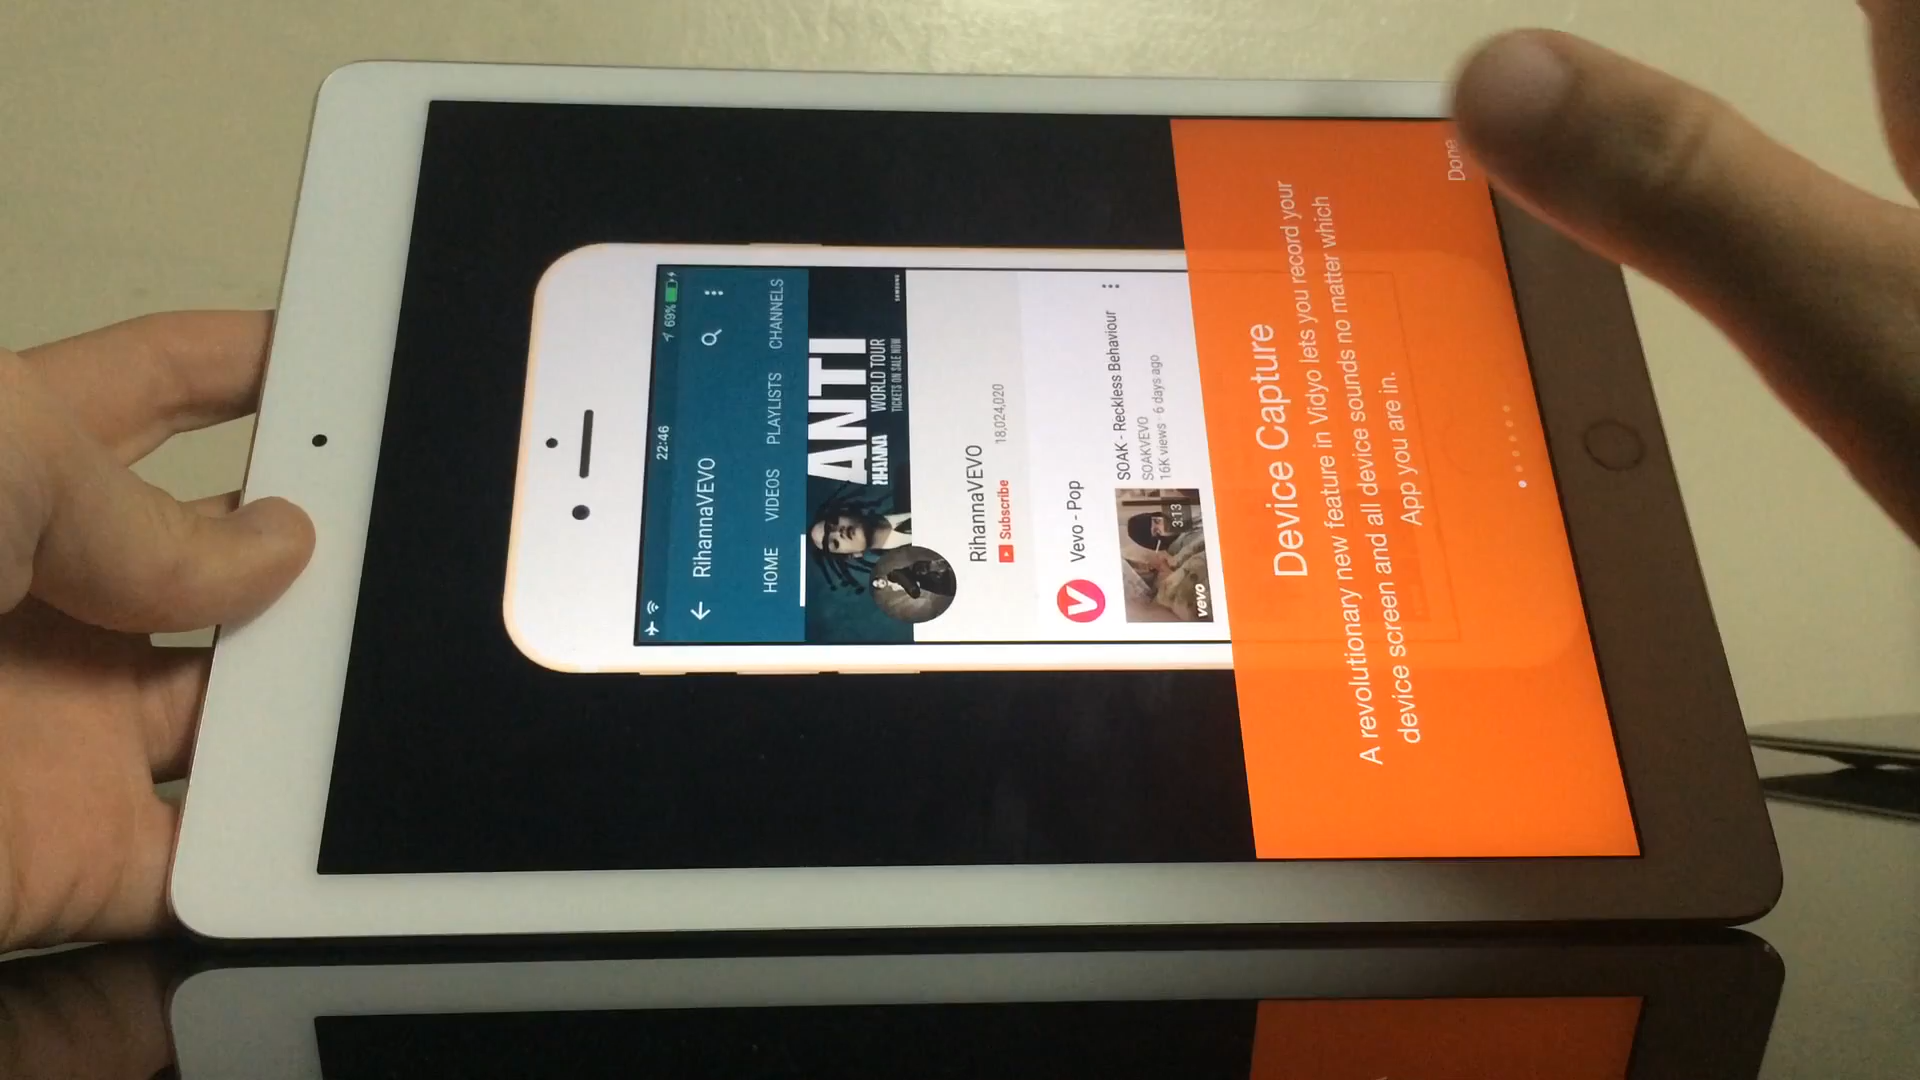 69%
22:46
RihannaVEVO
HOME VIDEOS PLAYLISTS CHANNELS
ANTI
RIHANNA WORLD TOUR
TICKETS ON SALE NOW
SAMSUNG
RihannaVEVO
Subscribe 18,024,020
Vevo - Pop
SOAK - Reckless Behaviour
SOAKVEVO
16K views · 6 days ago
3:13
vevo
Device Capture
A revolutionary new feature in Vidyo lets you record your
device screen and all device sounds no matter which
App you are in.
Done